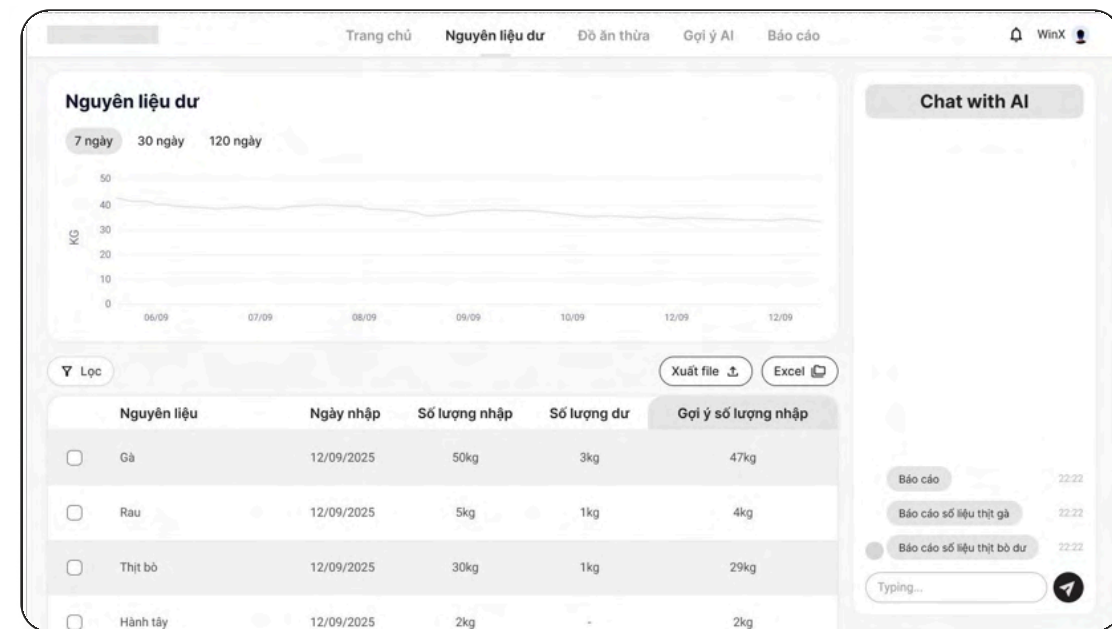 Trang chủ Nguyên liệu dư Đồ ăn thừa Gợi ý AI Báo cáo WinX
Nguyên liệu dư
7 ngày 30 ngày 120 ngày
50
40
30
20
10
0
KG
06/09 07/09 08/09 09/09 10/09 12/09 12/09
Lọc Xuất file Excel
Nguyên liệu Ngày nhập Số lượng nhập Số lượng dư Gợi ý số lượng nhập
Gà 12/09/2025 50kg 3kg 47kg
Rau 12/09/2025 5kg 1kg 4kg
Thịt bò 12/09/2025 30kg 1kg 29kg
Hành tây 12/09/2025 2kg - 2kg
Chat with AI
Báo cáo 22:22
Báo cáo số liệu thịt gà 22:22
Báo cáo số liệu thịt bò dư 22:22
Typing...